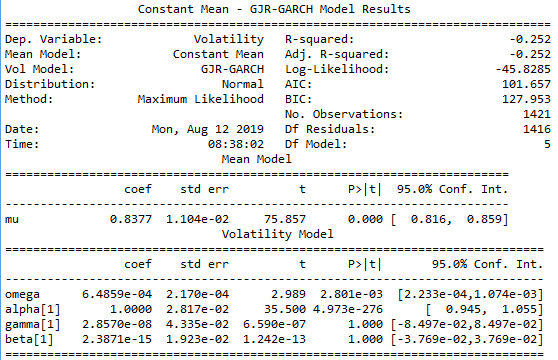 Constant Mean - GJR-GARCH Model Results
==============================================================================
Dep. Variable: Volatility R-squared: -0.252
Mean Model: Constant Mean Adj. R-squared: -0.252
Vol Model: GJR-GARCH Log-Likelihood: -45.8285
Distribution: Normal AIC: 101.657
Method: Maximum Likelihood BIC: 127.953
No. Observations: 1421
Date: Mon, Aug 12 2019 Df Residuals: 1416
Time: 08:38:02 Df Model: 5
Mean Model
========================================================================
coef std err t P>|t| 95.0% Conf. Int.
------------------------------------------------------------------------
mu 0.8377 1.104e-02 75.857 0.000 [ 0.816, 0.859]
Volatility Model
=============================================================================
coef std err t P>|t| 95.0% Conf. Int.
-----------------------------------------------------------------------------
omega 6.4859e-04 2.170e-04 2.989 2.801e-03 [2.233e-04,1.074e-03]
alpha[1] 1.0000 2.817e-02 35.500 4.973e-276 [ 0.945, 1.055]
gamma[1] 2.8570e-08 4.335e-02 6.590e-07 1.000 [-8.497e-02,8.497e-02]
beta[1] 2.3871e-15 1.923e-02 1.242e-13 1.000 [-3.769e-02,3.769e-02]
=============================================================================